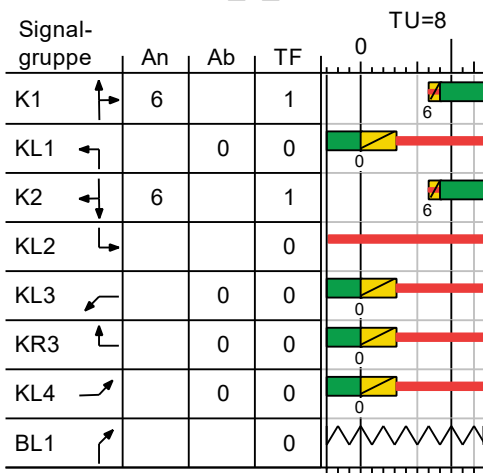 TU=8
Signal-
gruppe An Ab TF 0
K1 6 1
6
KL1 0 0
0
K2 6 1
6
KL2 0
KL3 0 0
0
KR3 0 0
0
KL4 0 0
0
BL1 0